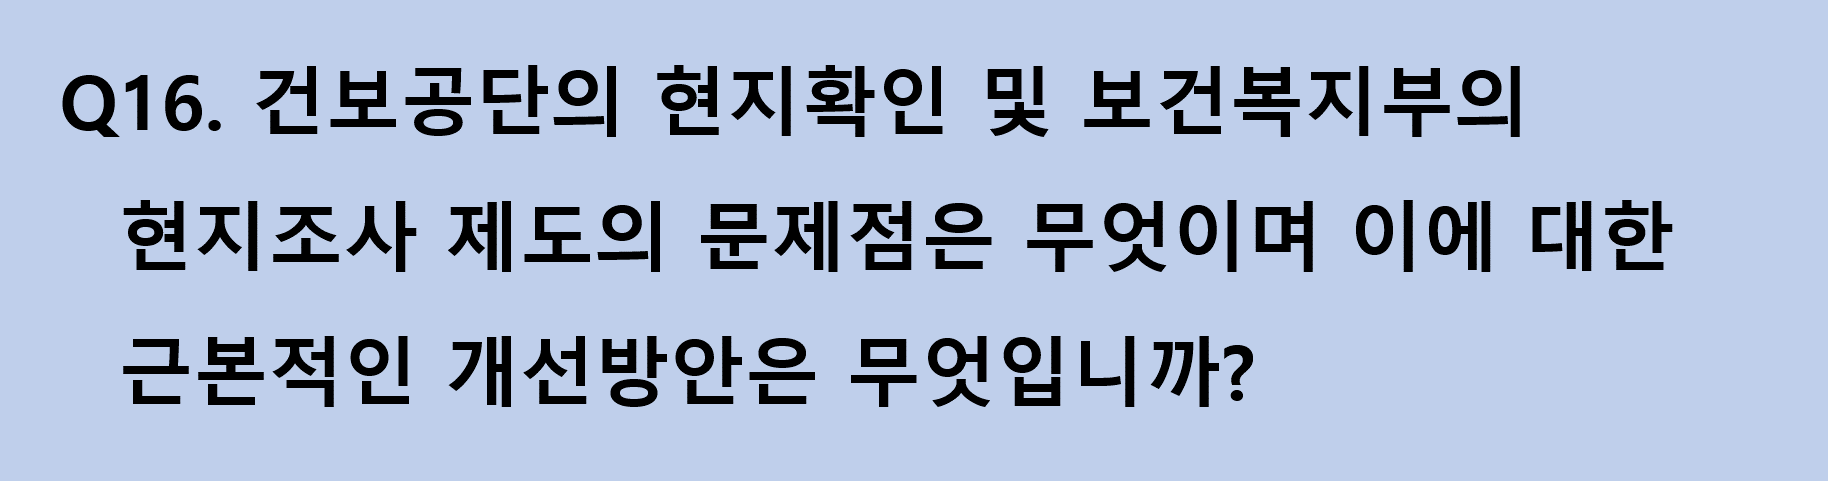 Q16. 건보공단의 현지확인 및 보건복지부의
현지조사 제도의 문제점은 무엇이며 이에 대한
근본적인 개선방안은 무엇입니까?